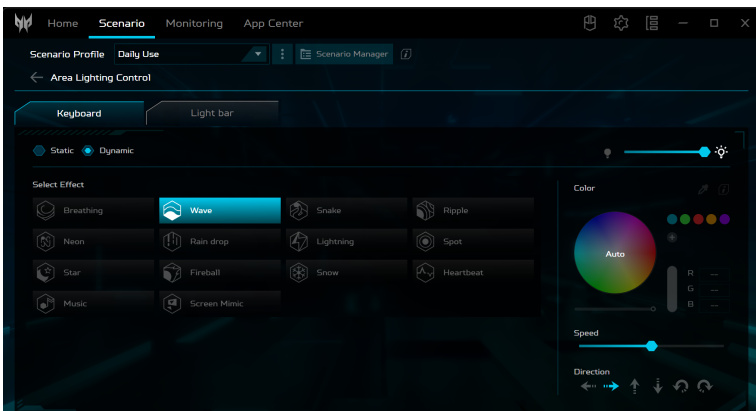 Home Scenario Monitoring App Center
Scenario Profile Daily Use Scenario Manager
Area Lighting Control
Keyboard Light bar
Static Dynamic
Select Effect
Color
Breathing Wave Snake Ripple
Neon Rain drop Lightning Spot
Auto
Star Fireball Snow Heartbeat
R --
G --
Music Screen Mimic
B --
Speed
Direction